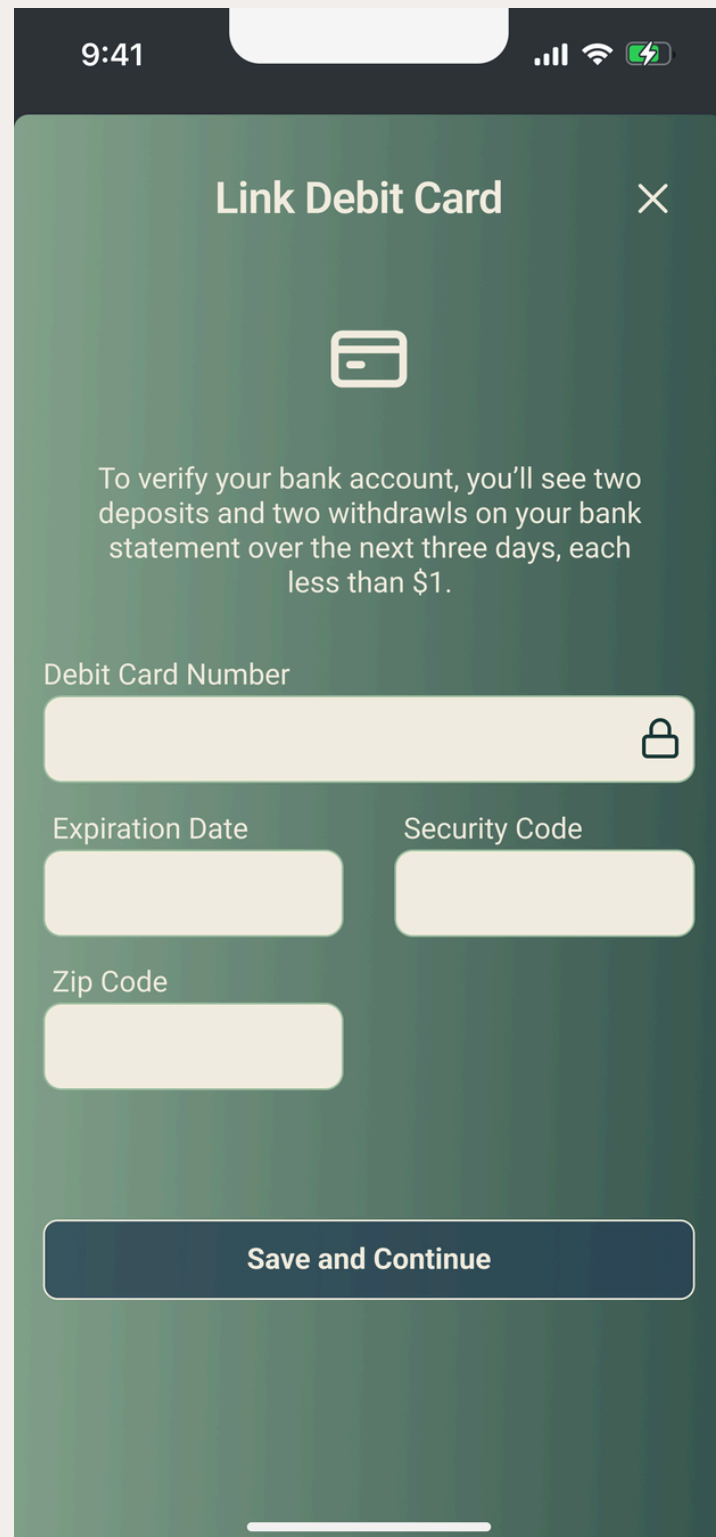 9:41
Link Debit Card
To verify your bank account, you’ll see two
deposits and two withdrawls on your bank
statement over the next three days, each
less than $1.
Debit Card Number
Expiration Date
Security Code
Zip Code
Save and Continue